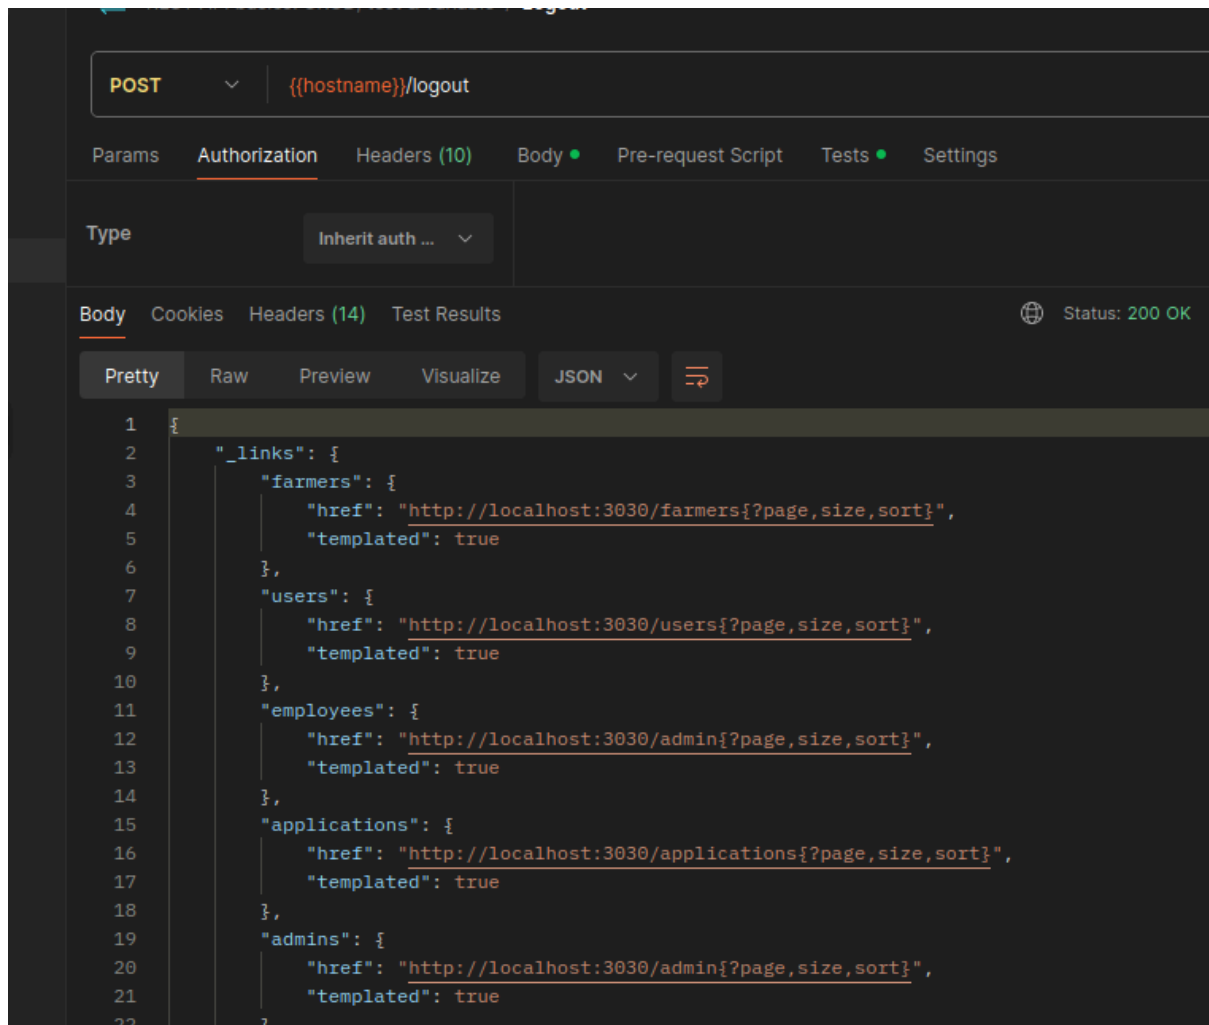 Logout
POST
{{hostname}}/logout
Params Authorization Headers (10) Body Pre-request Script Tests Settings
Type
Inherit auth ...
Body Cookies Headers (14) Test Results
Status: 200 OK
Pretty Raw Preview Visualize JSON
1 {
2 "_links": {
3 "farmers": {
4 "href": "http://localhost:3030/farmers{?page,size,sort}",
5 "templated": true
6 },
7 "users": {
8 "href": "http://localhost:3030/users{?page,size,sort}",
9 "templated": true
10 },
11 "employees": {
12 "href": "http://localhost:3030/admin{?page,size,sort}",
13 "templated": true
14 },
15 "applications": {
16 "href": "http://localhost:3030/applications{?page,size,sort}",
17 "templated": true
18 },
19 "admins": {
20 "href": "http://localhost:3030/admin{?page,size,sort}",
21 "templated": true
22 }